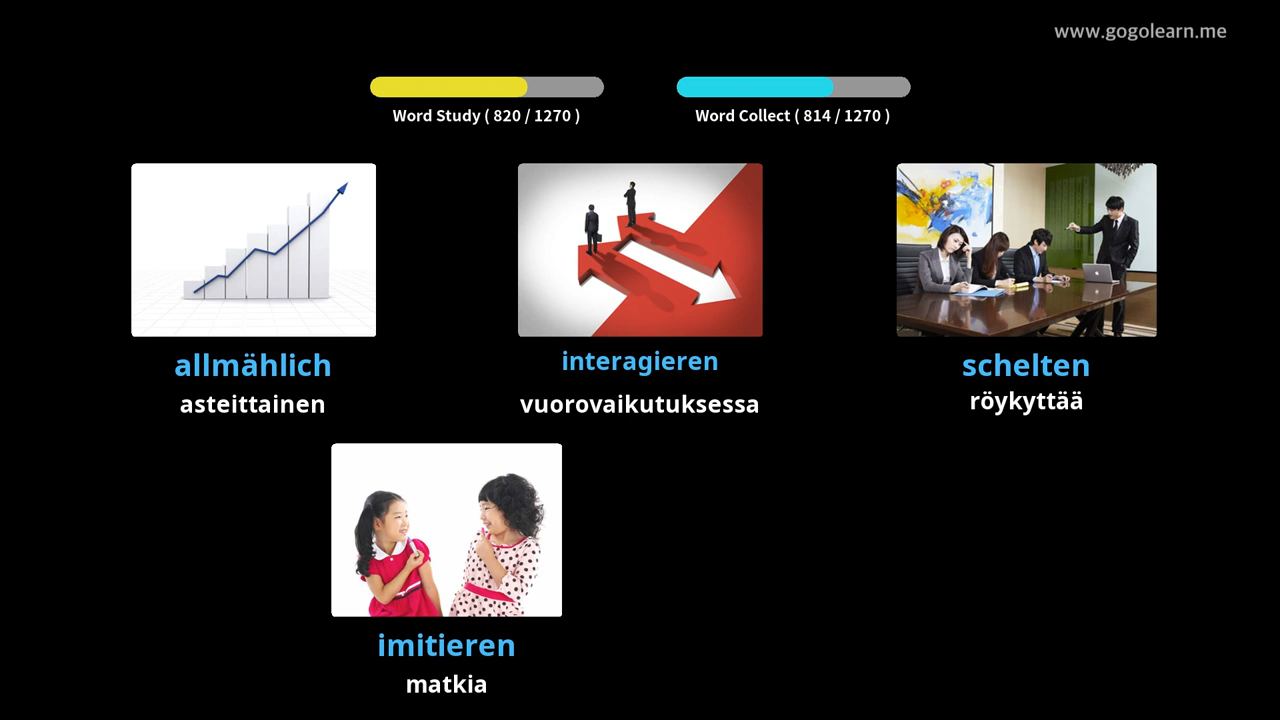 www.gogolearn.me
Word Study ( 820 / 1270 )
Word Collect ( 814 / 1270 )
allmählich
asteittainen
interagieren
vuorovaikutuksessa
schelten
röykyttää
imitieren
matkia